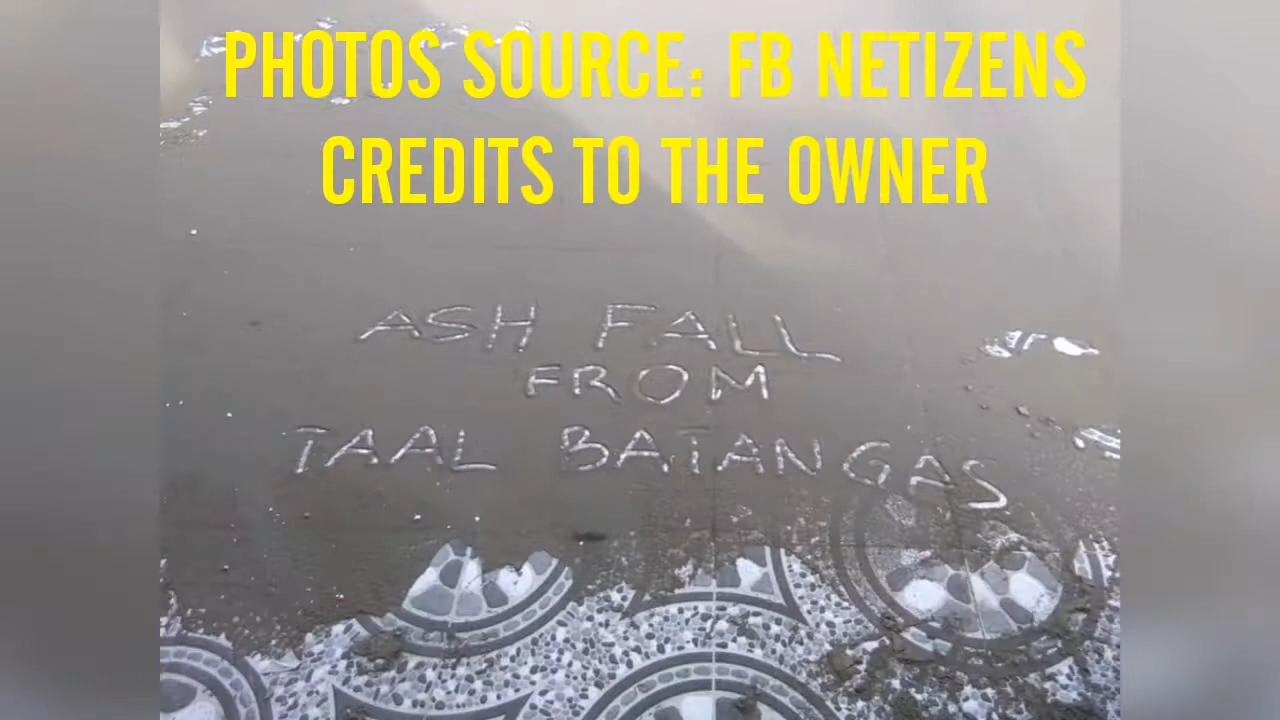 PHOTOS SOURCE: FB NETIZENS
CREDITS TO THE OWNER
ASH FALL
FROM
TAAL BATANGAS